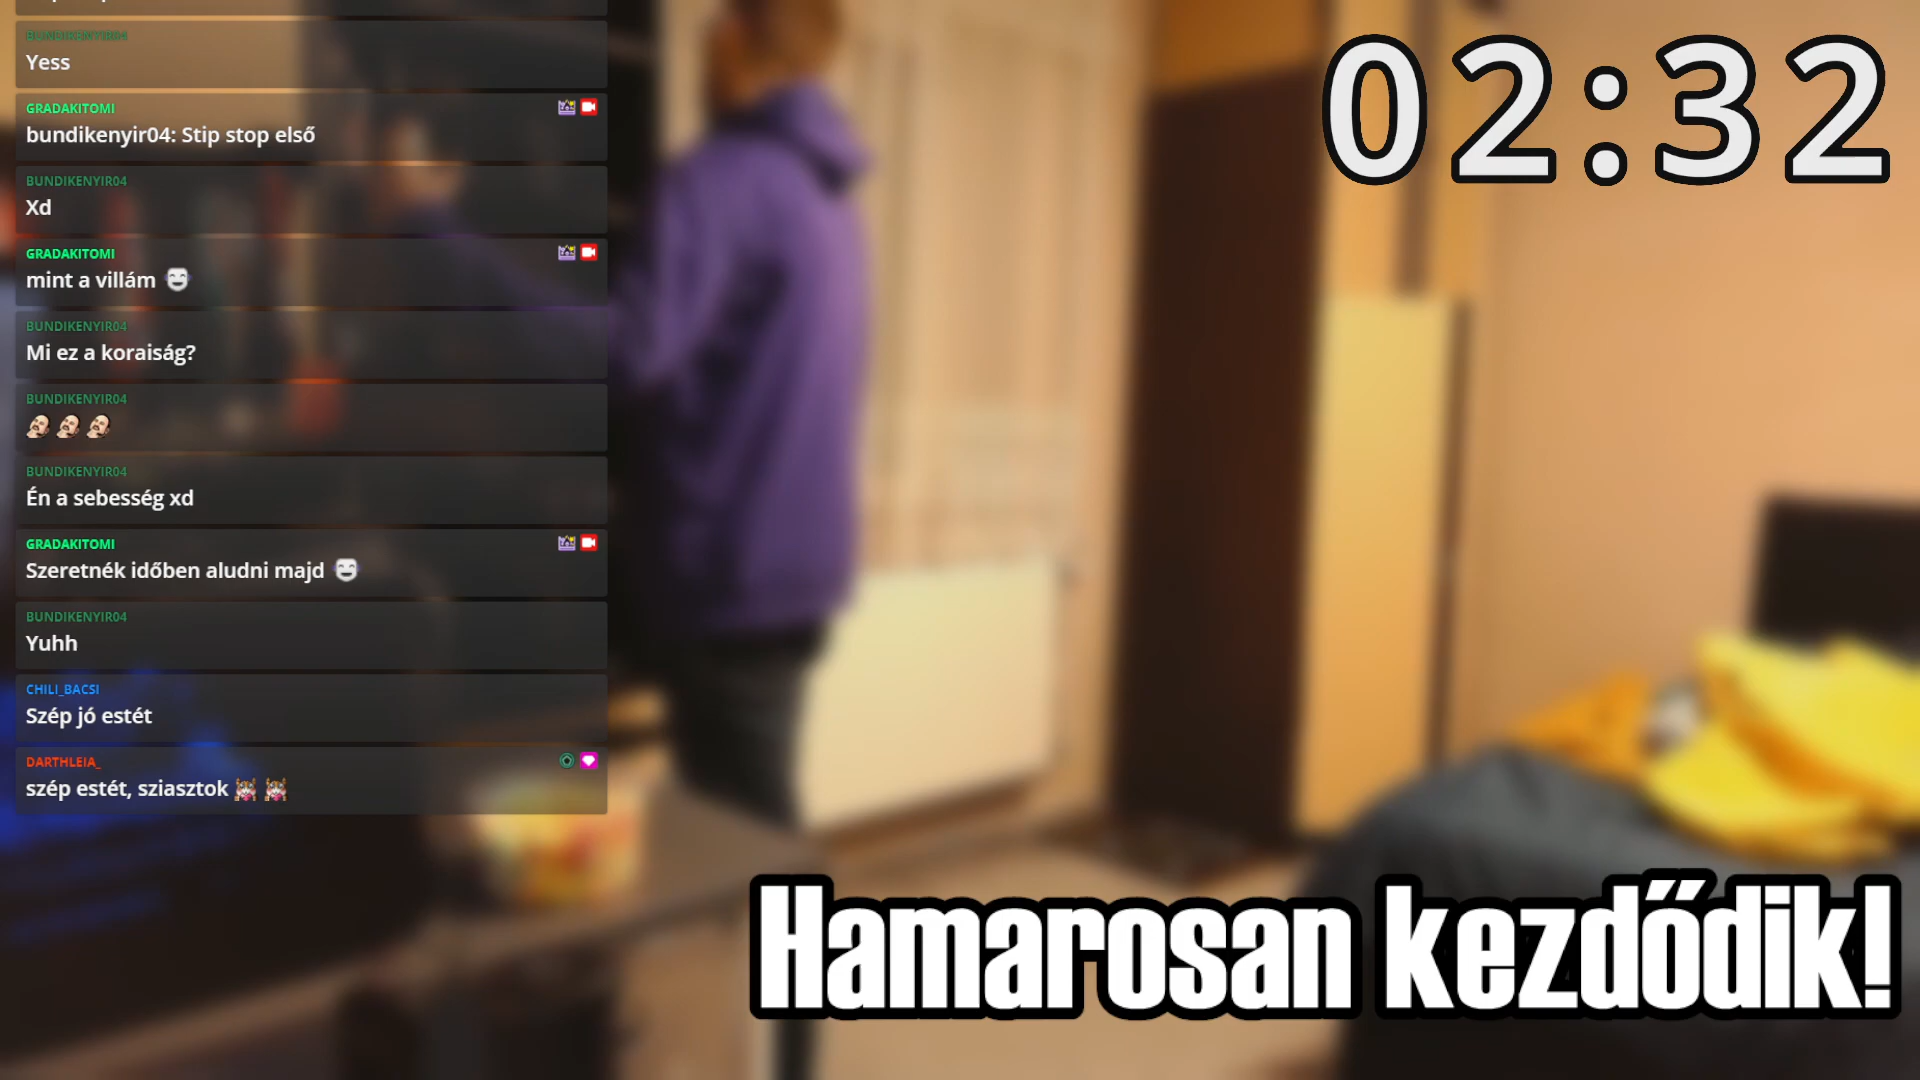 BUNDIKENYIR04
Yess
GRADAKITOMI
bundikenyir04: Stip stop első
BUNDIKENYIR04
Xd
GRADAKITOMI
mint a villám
BUNDIKENYIR04
Mi ez a koraiság?
BUNDIKENYIR04
BUNDIKENYIR04
Én a sebesség xd
GRADAKITOMI
Szeretnék időben aludni majd
BUNDIKENYIR04
Yuhh
CHILI_BACSI
Szép jó estét
DARTHLEIA_
szép estét, sziasztok
02:32
Hamarosan kezdődik!